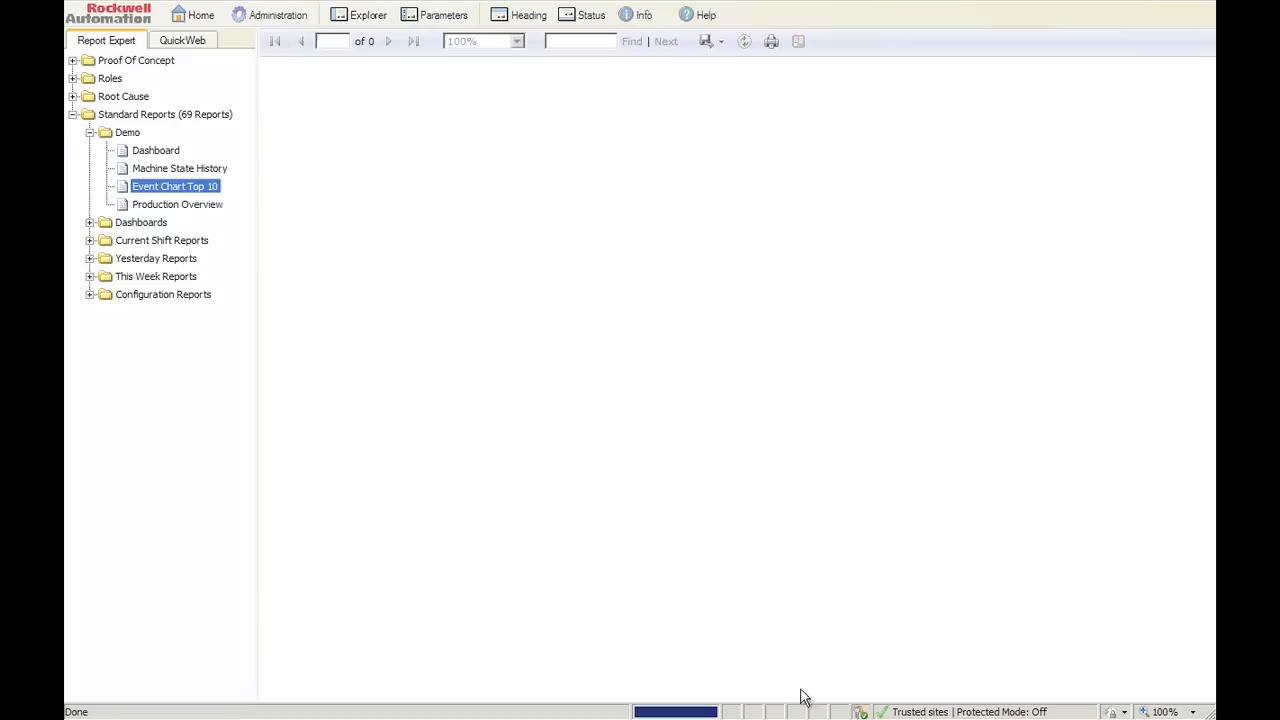 Rockwell
Automation
Home
Administration
Explorer
Parameters
Heading
Status
Info
Help
Report Expert
QuickWeb
of 0
100%
Find | Next
Proof Of Concept
Roles
Root Cause
Standard Reports (69 Reports)
Demo
Dashboard
Machine State History
Event Chart Top 10
Production Overview
Dashboards
Current Shift Reports
Yesterday Reports
This Week Reports
Configuration Reports
Done
Trusted sites | Protected Mode: Off
100%